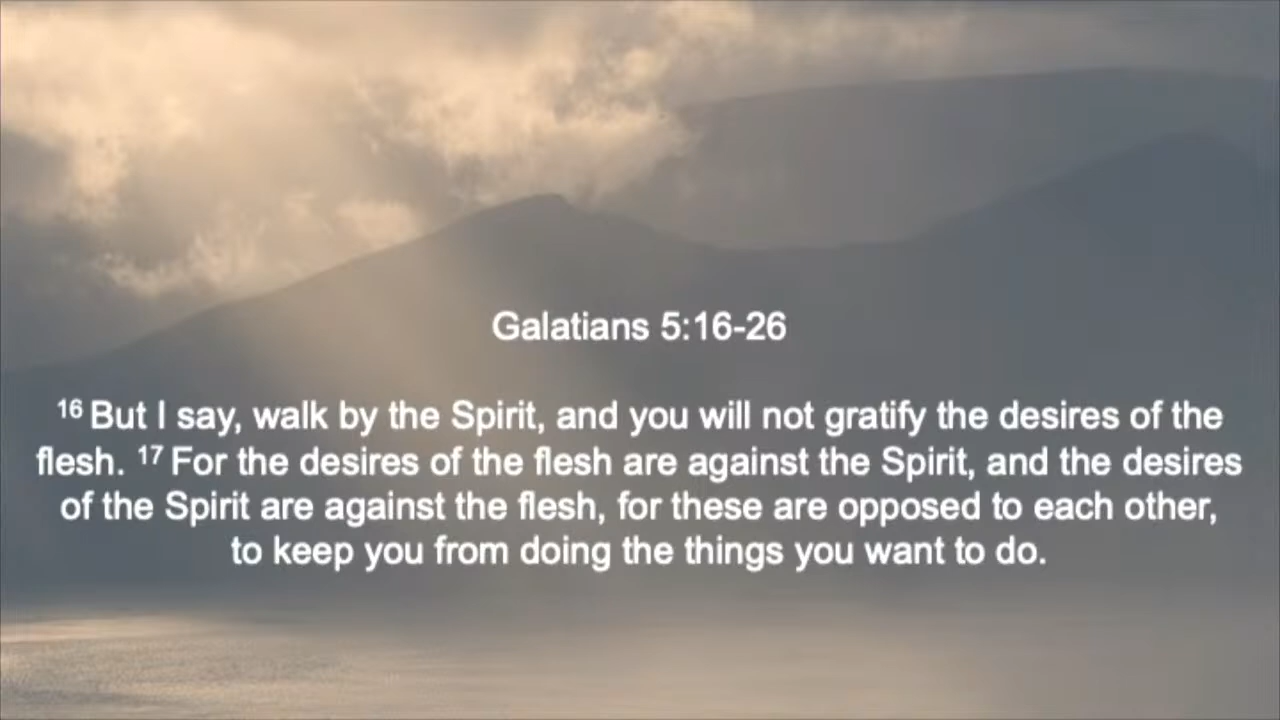 Galatians 5:16-26
¹⁶ But I say, walk by the Spirit, and you will not gratify the desires of the
flesh. ¹⁷ For the desires of the flesh are against the Spirit, and the desires
of the Spirit are against the flesh, for these are opposed to each other,
to keep you from doing the things you want to do.